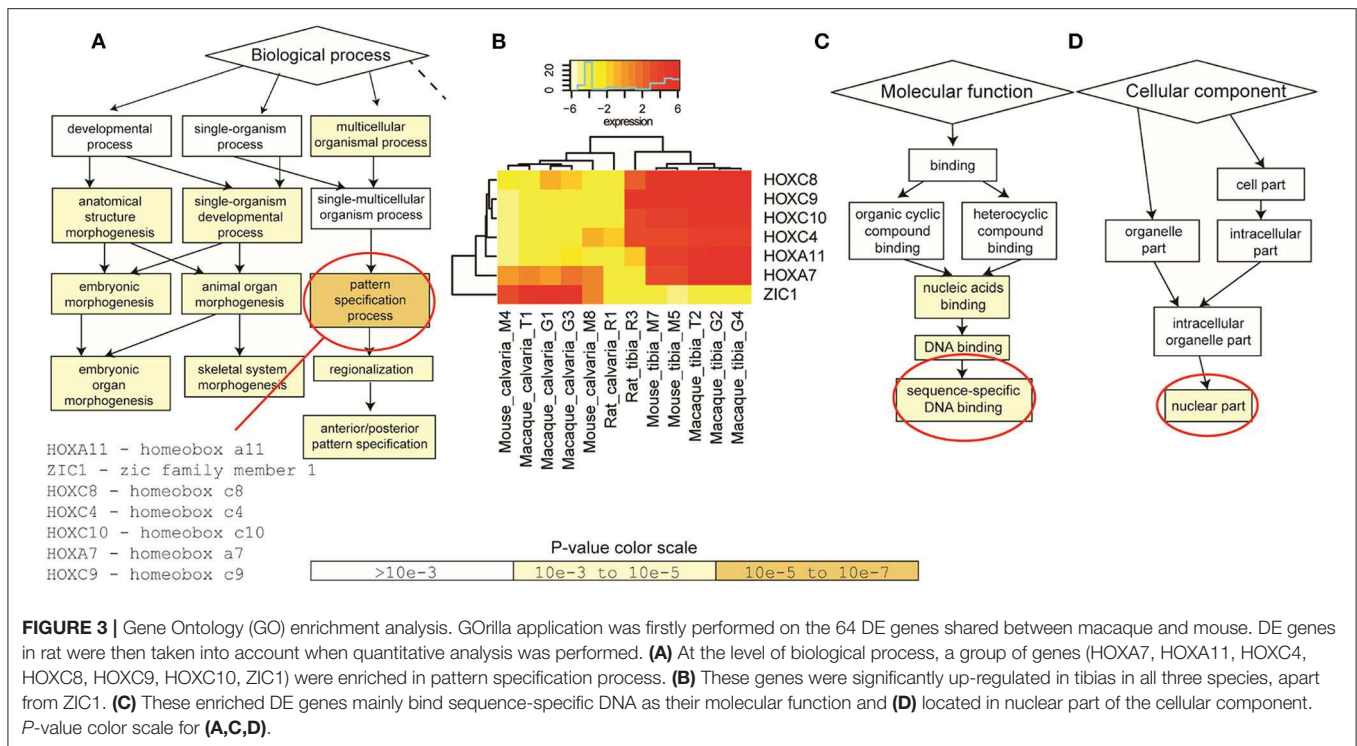 A
Biological process
developmental
process
single-organism
process
multicellular
organismal process
anatomical
structure
morphogenesis
single-organism
developmental
process
single-multicellular
organism process
embryonic
morphogenesis
animal organ
morphogenesis
pattern
specification
process
embryonic
organ
morphogenesis
skeletal system
morphogenesis
regionalization
anterior/posterior
pattern specification
HOXA11 - homeobox a11
ZIC1 - zic family member 1
HOXC8 - homeobox c8
HOXC4 - homeobox c4
HOXC10 - homeobox c10
HOXA7 - homeobox a7
HOXC9 - homeobox c9
B
0 20
-6 -2 2 6
expression
HOXC8
HOXC9
HOXC10
HOXC4
HOXA11
HOXA7
ZIC1
Mouse_calvaria_M4
Macaque_calvaria_T1
Macaque_calvaria_G1
Macaque_calvaria_G3
Mouse_calvaria_M8
Rat_calvaria_R1
Rat_tibia_R3
Mouse_tibia_M7
Mouse_tibia_M5
Macaque_tibia_T2
Macaque_tibia_G2
Macaque_tibia_G4
C
Molecular function
binding
organic cyclic
compound
binding
heterocyclic
compound
binding
nucleic acids
binding
DNA binding
sequence-specific
DNA binding
D
Cellular component
cell part
organelle
part
intracellular
part
intracellular
organelle part
nuclear part
P-value color scale
>10e-3
10e-3 to 10e-5
10e-5 to 10e-7
FIGURE 3 | Gene Ontology (GO) enrichment analysis. GOrilla application was firstly performed on the 64 DE genes shared between macaque and mouse. DE genes
in rat were then taken into account when quantitative analysis was performed. (A) At the level of biological process, a group of genes (HOXA7, HOXA11, HOXC4,
HOXC8, HOXC9, HOXC10, ZIC1) were enriched in pattern specification process. (B) These genes were significantly up-regulated in tibias in all three species, apart
from ZIC1. (C) These enriched DE genes mainly bind sequence-specific DNA as their molecular function and (D) located in nuclear part of the cellular component.
P-value color scale for (A,C,D).